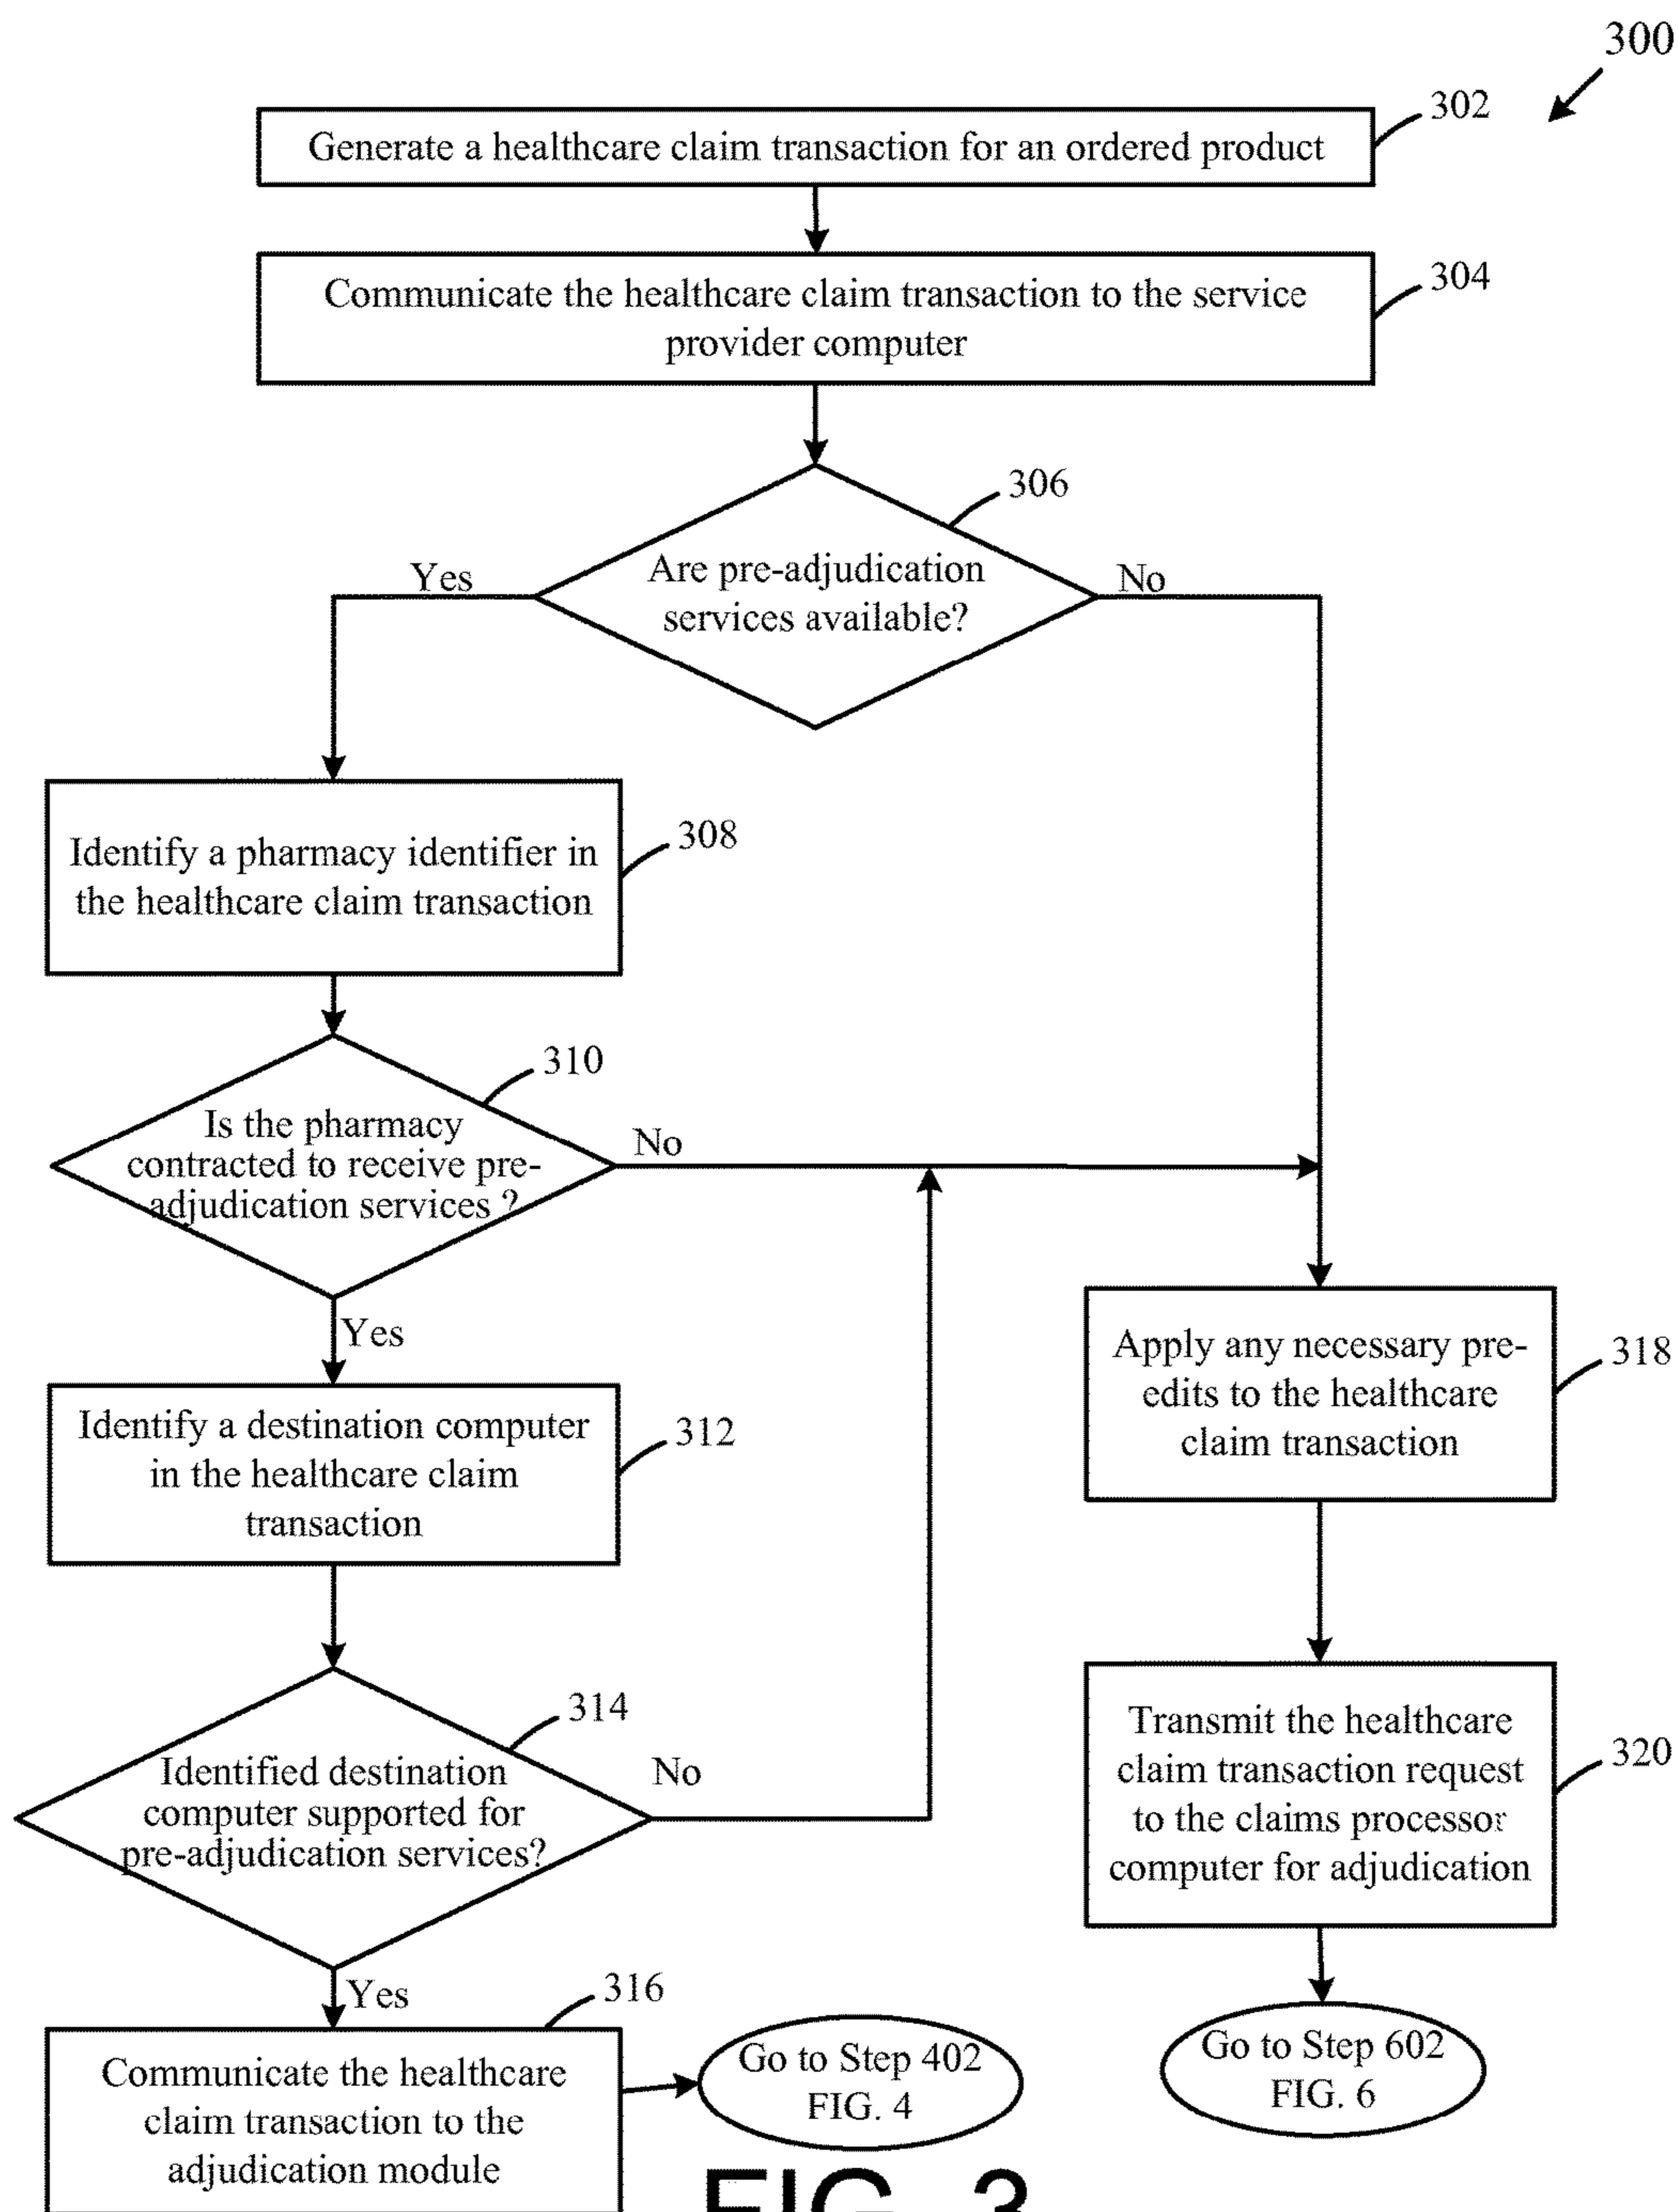 300
302
Generate a healthcare claim transaction for an ordered product
304
Communicate the healthcare claim transaction to the service
provider computer
306
Are pre-adjudication
services available?
Yes
No
308
Identify a pharmacy identifier in
the healthcare claim transaction
310
Is the pharmacy
contracted to receive pre-
adjudication services ?
No
Yes
312
Identify a destination computer
in the healthcare claim
transaction
318
Apply any necessary pre-
edits to the healthcare
claim transaction
314
Identified destination
computer supported for
pre-adjudication services?
No
Yes
320
Transmit the healthcare
claim transaction request
to the claims processor
computer for adjudication
316
Communicate the healthcare
claim transaction to the
adjudication module
Go to Step 402
FIG. 4
Go to Step 602
FIG. 6
FIG. 3